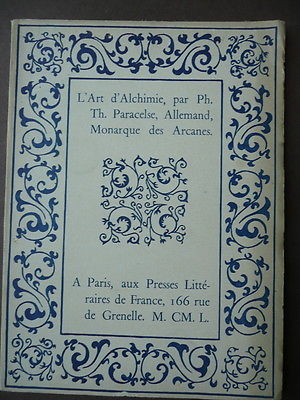 L'Art d'Alchimie, par Ph.
Th. Paracelse, Allemand,
Monarque des Arcanes.
A Paris, aux Presses Litté-
raires de France, 166 rue
de Grenelle. M. CM. L.